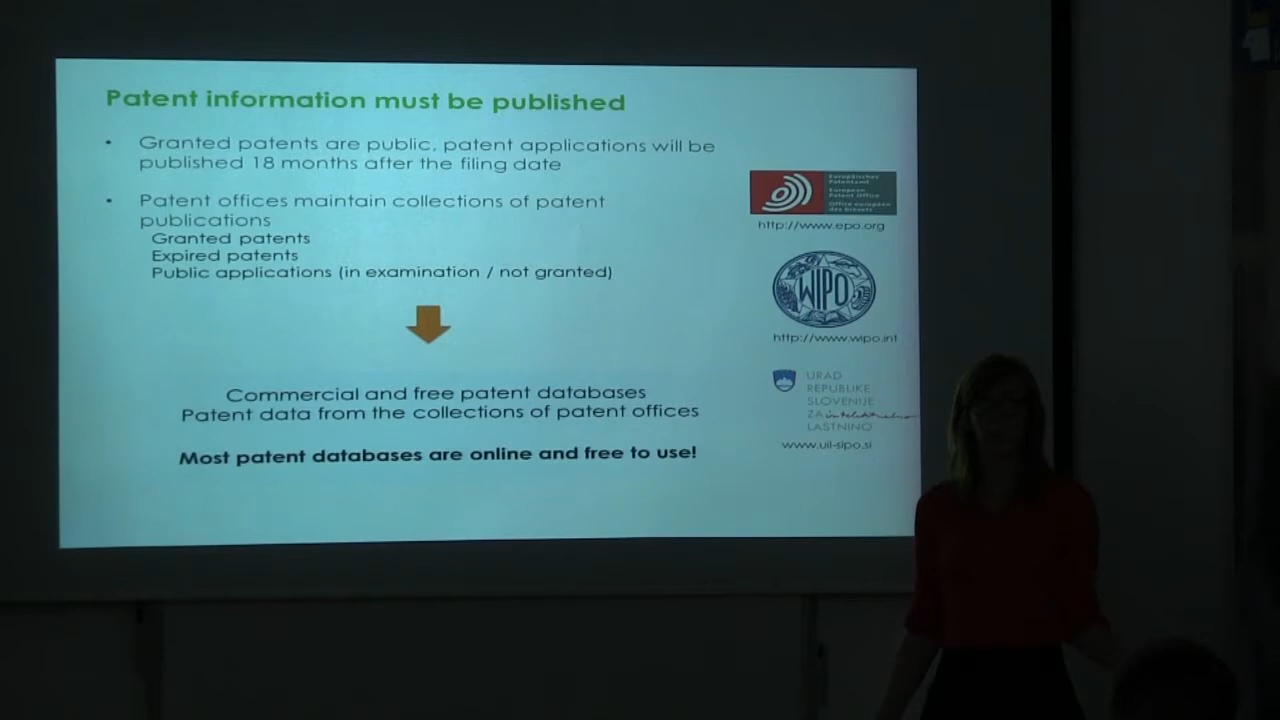 Patent information must be published
• Granted patents are public, patent applications will be
published 18 months after the filing date
• Patent offices maintain collections of patent
publications
Granted patents
Expired patents
Public applications (in examination / not granted)
Commercial and free patent databases
Patent data from the collections of patent offices
Most patent databases are online and free to use!
Europäisches
Patentamt
European
Patent Office
Office européen
des brevets
http://www.epo.org
WIPO
http://www.wipo.int
URAD
REPUBLIKE
SLOVENIJE
ZA intelektualno
LASTNINO
www.uil-sipo.si